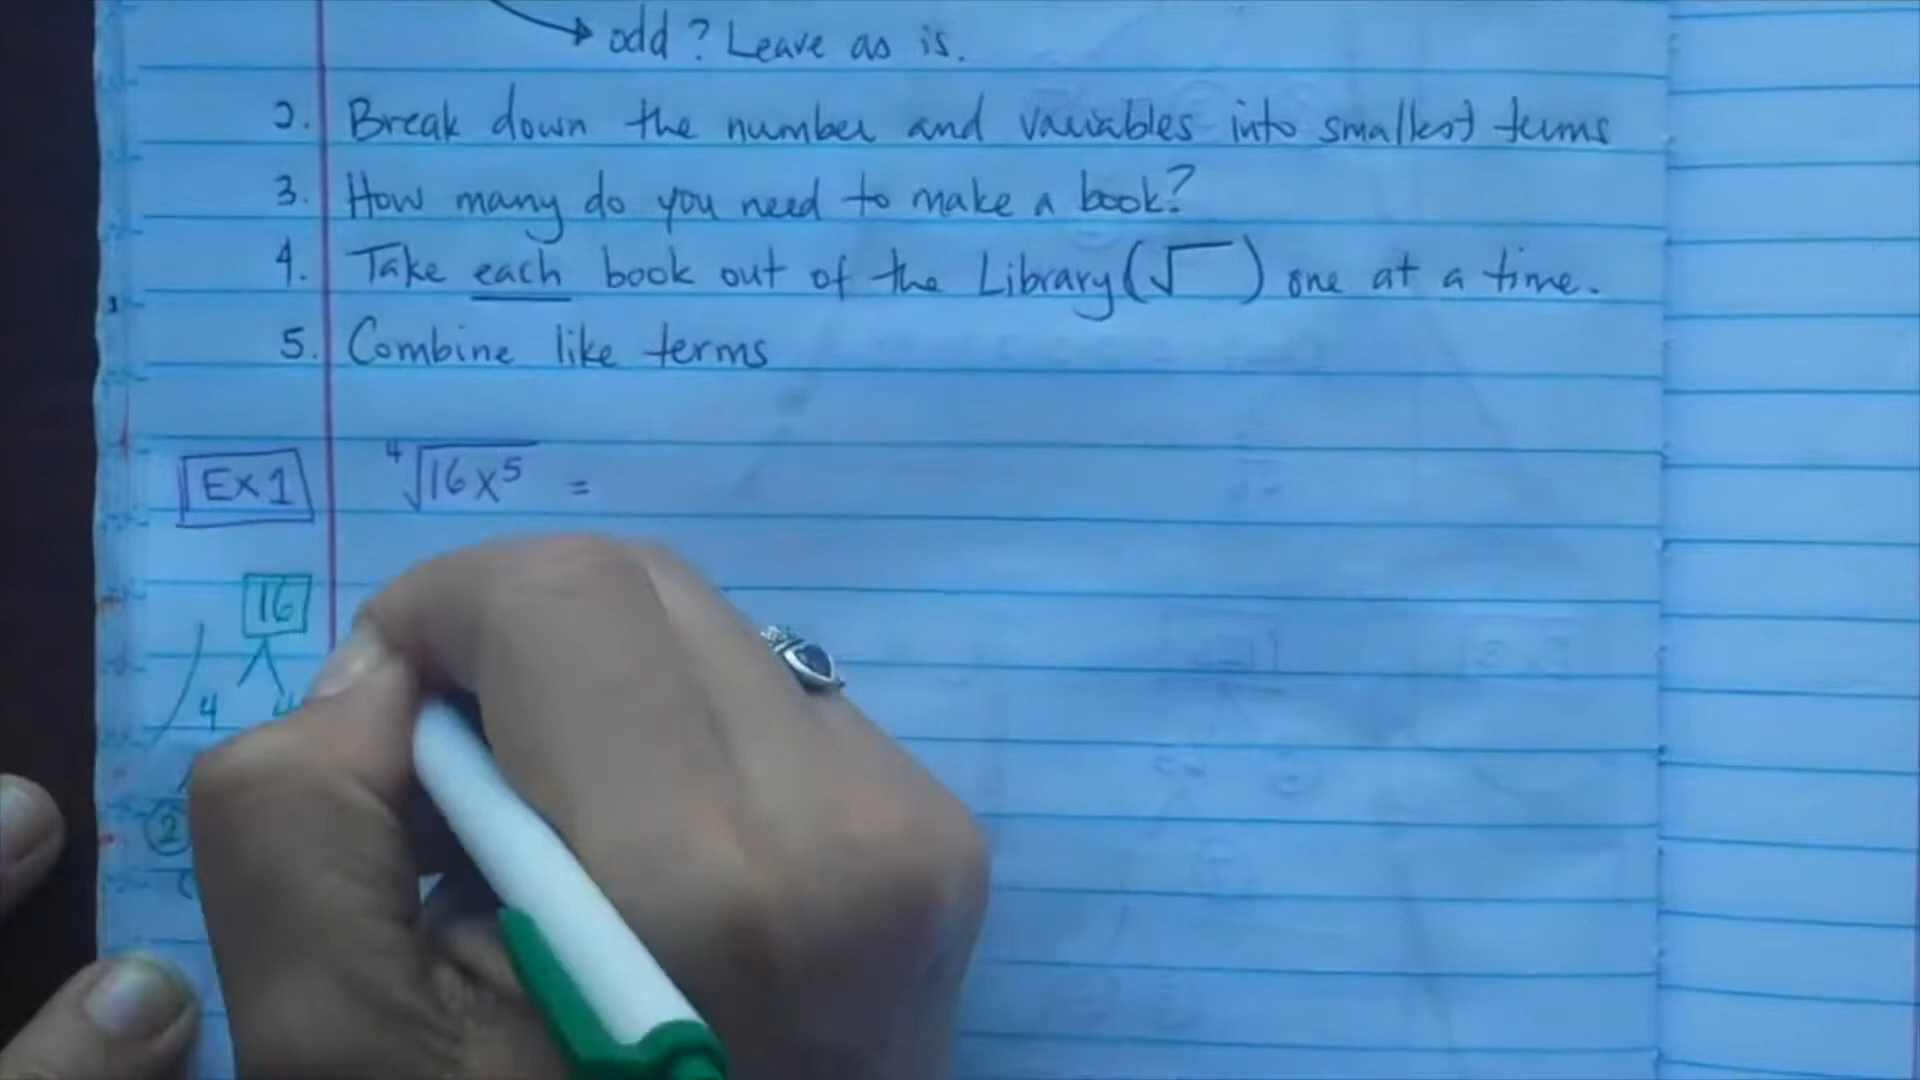 odd? Leave as is.
2. Break down the number and variables into smallest terms
3. How many do you need to make a book?
4. Take each book out of the Library (√ ) one at a time.
5. Combine like terms
Ex 1 ⁴√16x⁵ =
16
4 4
2